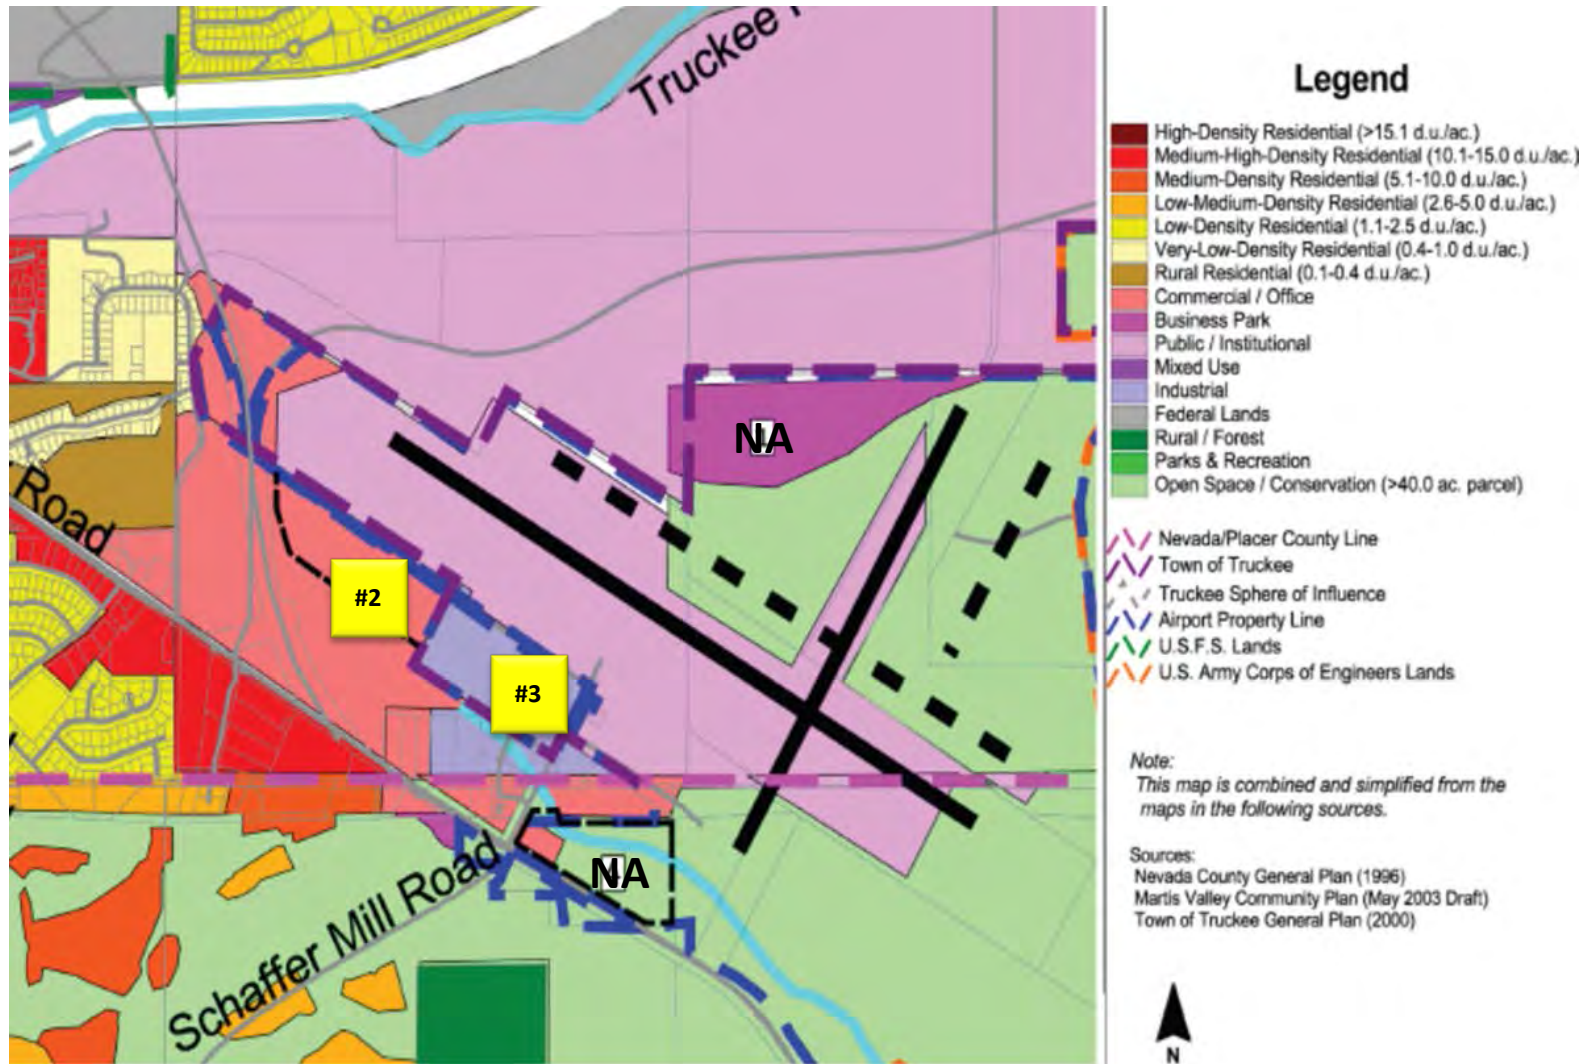 Truckee
Road
#2
#3
NA
NA
Schaffer Mill Road
Legend
High-Density Residential (>15.1 d.u./ac.)
Medium-High-Density Residential (10.1-15.0 d.u./ac.)
Medium-Density Residential (5.1-10.0 d.u./ac.)
Low-Medium-Density Residential (2.6-5.0 d.u./ac.)
Low-Density Residential (1.1-2.5 d.u./ac.)
Very-Low-Density Residential (0.4-1.0 d.u./ac.)
Rural Residential (0.1-0.4 d.u./ac.)
Commercial / Office
Business Park
Public / Institutional
Mixed Use
Industrial
Federal Lands
Rural / Forest
Parks & Recreation
Open Space / Conservation (>40.0 ac. parcel)
Nevada/Placer County Line
Town of Truckee
Truckee Sphere of Influence
Airport Property Line
U.S.F.S. Lands
U.S. Army Corps of Engineers Lands
Note:
This map is combined and simplified from the
maps in the following sources.
Sources:
Nevada County General Plan (1996)
Martis Valley Community Plan (May 2003 Draft)
Town of Truckee General Plan (2000)
N